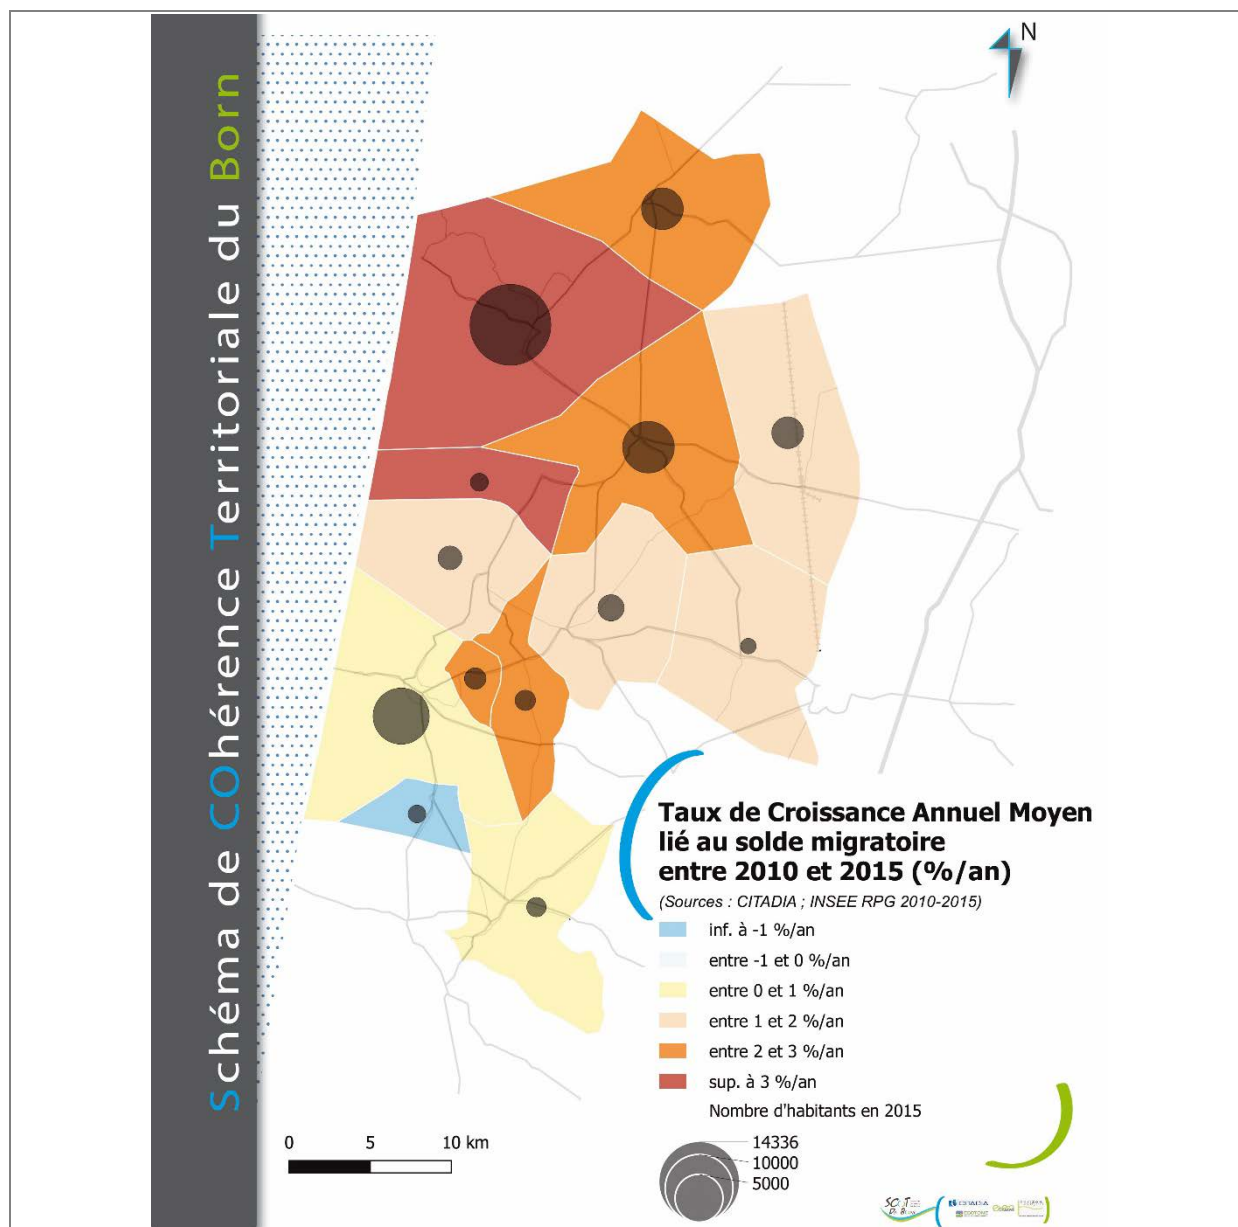 Schéma de COhérence Territoriale du Born
N
Taux de Croissance Annuel Moyen
lié au solde migratoire
entre 2010 et 2015 (%/an)
(Sources : CITADIA ; INSEE RPG 2010-2015)
inf. à -1 %/an
entre -1 et 0 %/an
entre 0 et 1 %/an
entre 1 et 2 %/an
entre 2 et 3 %/an
sup. à 3 %/an
Nombre d'habitants en 2015
14336
10000
5000
0 5 10 km
CITADIA